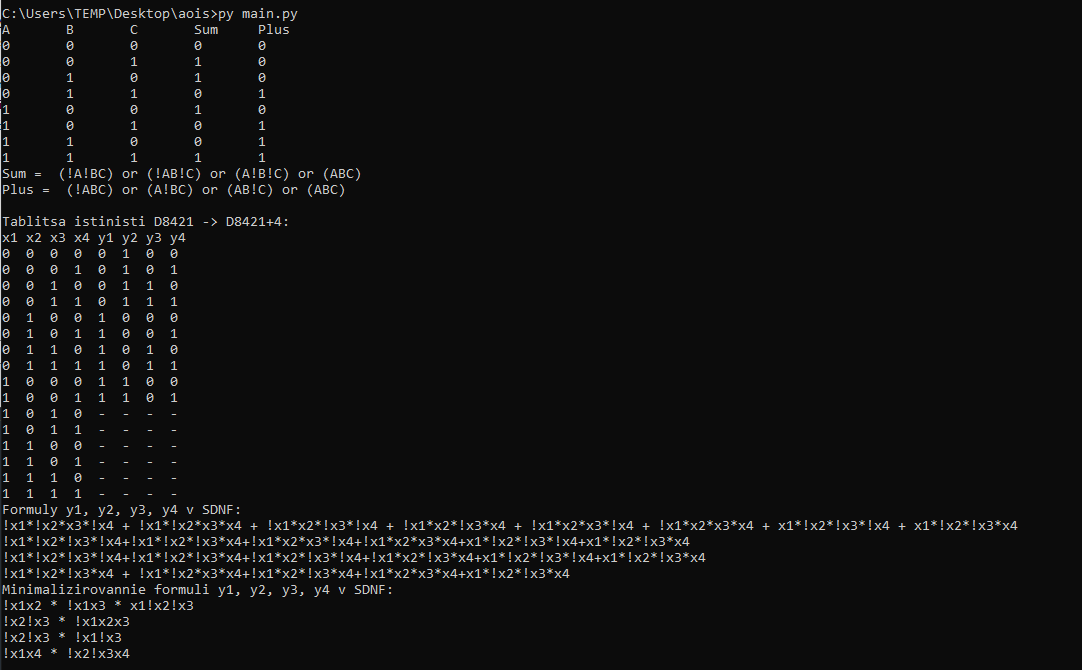 C:\Users\TEMP\Desktop\aois>py main.py
A B C Sum Plus
0 0 0 0 0
0 0 1 1 0
0 1 0 1 0
0 1 1 0 1
1 0 0 1 0
1 0 1 0 1
1 1 0 0 1
1 1 1 1 1
Sum =  (!A!BC) or (!AB!C) or (A!B!C) or (ABC)
Plus =  (!ABC) or (A!BC) or (AB!C) or (ABC)
Tablitsa istinisti D8421 -> D8421+4:
x1 x2 x3 x4 y1 y2 y3 y4
0 0 0 0 0 1 0 0
0 0 0 1 0 1 0 1
0 0 1 0 0 1 1 0
0 0 1 1 0 1 1 1
0 1 0 0 1 0 0 0
0 1 0 1 1 0 0 1
0 1 1 0 1 0 1 0
0 1 1 1 1 0 1 1
1 0 0 0 1 1 0 0
1 0 0 1 1 1 0 1
1 0 1 0 - - - -
1 0 1 1 - - - -
1 1 0 0 - - - -
1 1 0 1 - - - -
1 1 1 0 - - - -
1 1 1 1 - - - -
Formuly y1, y2, y3, y4 v SDNF:
!x1*!x2*x3*!x4 + !x1*!x2*x3*x4 + !x1*x2*!x3*!x4 + !x1*x2*!x3*x4 + !x1*x2*x3*!x4 + !x1*x2*x3*x4 + x1*!x2*!x3*!x4 + x1*!x2*!x3*x4
!x1*!x2*!x3*!x4+!x1*!x2*!x3*x4+!x1*x2*x3*!x4+!x1*x2*x3*x4+x1*!x2*!x3*!x4+x1*!x2*!x3*x4
!x1*!x2*!x3*!x4+!x1*!x2*!x3*x4+!x1*x2*!x3*!x4+!x1*x2*!x3*x4+x1*!x2*!x3*!x4+x1*!x2*!x3*x4
!x1*!x2*!x3*x4 + !x1*!x2*x3*x4+!x1*x2*!x3*x4+!x1*x2*x3*x4+x1*!x2*!x3*x4
Minimalizirovannie formuli y1, y2, y3, y4 v SDNF:
!x1x2 * !x1x3 * x1!x2!x3
!x2!x3 * !x1x2x3
!x2!x3 * !x1!x3
!x1x4 * !x2!x3x4